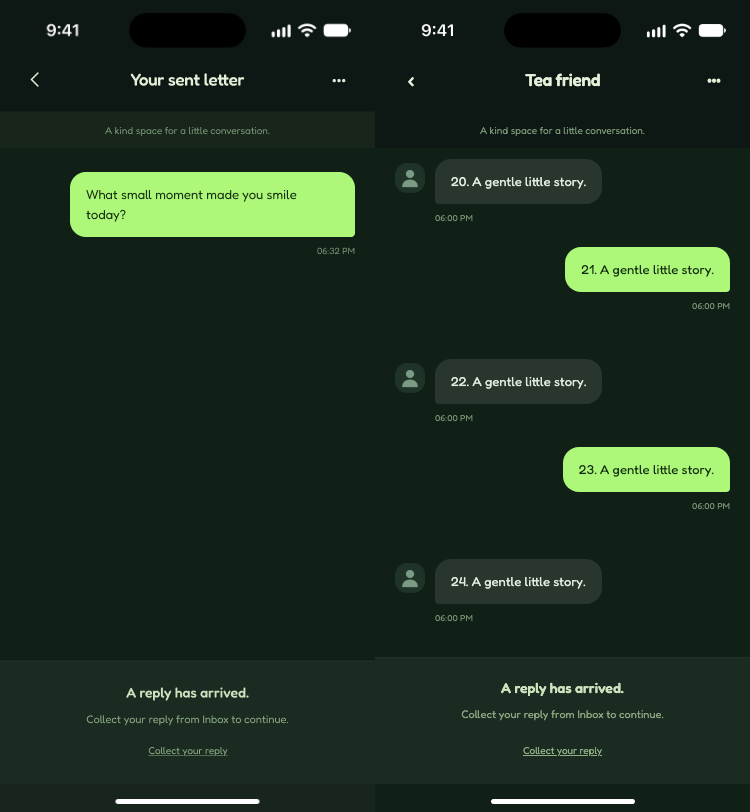 9:41
Your sent letter
A kind space for a little conversation.
What small moment made you smile
today?
06:32 PM
A reply has arrived.
Collect your reply from Inbox to continue.
Collect your reply
9:41
Tea friend
A kind space for a little conversation.
20. A gentle little story.
06:00 PM
21. A gentle little story.
06:00 PM
22. A gentle little story.
06:00 PM
23. A gentle little story.
06:00 PM
24. A gentle little story.
06:00 PM
A reply has arrived.
Collect your reply from Inbox to continue.
Collect your reply